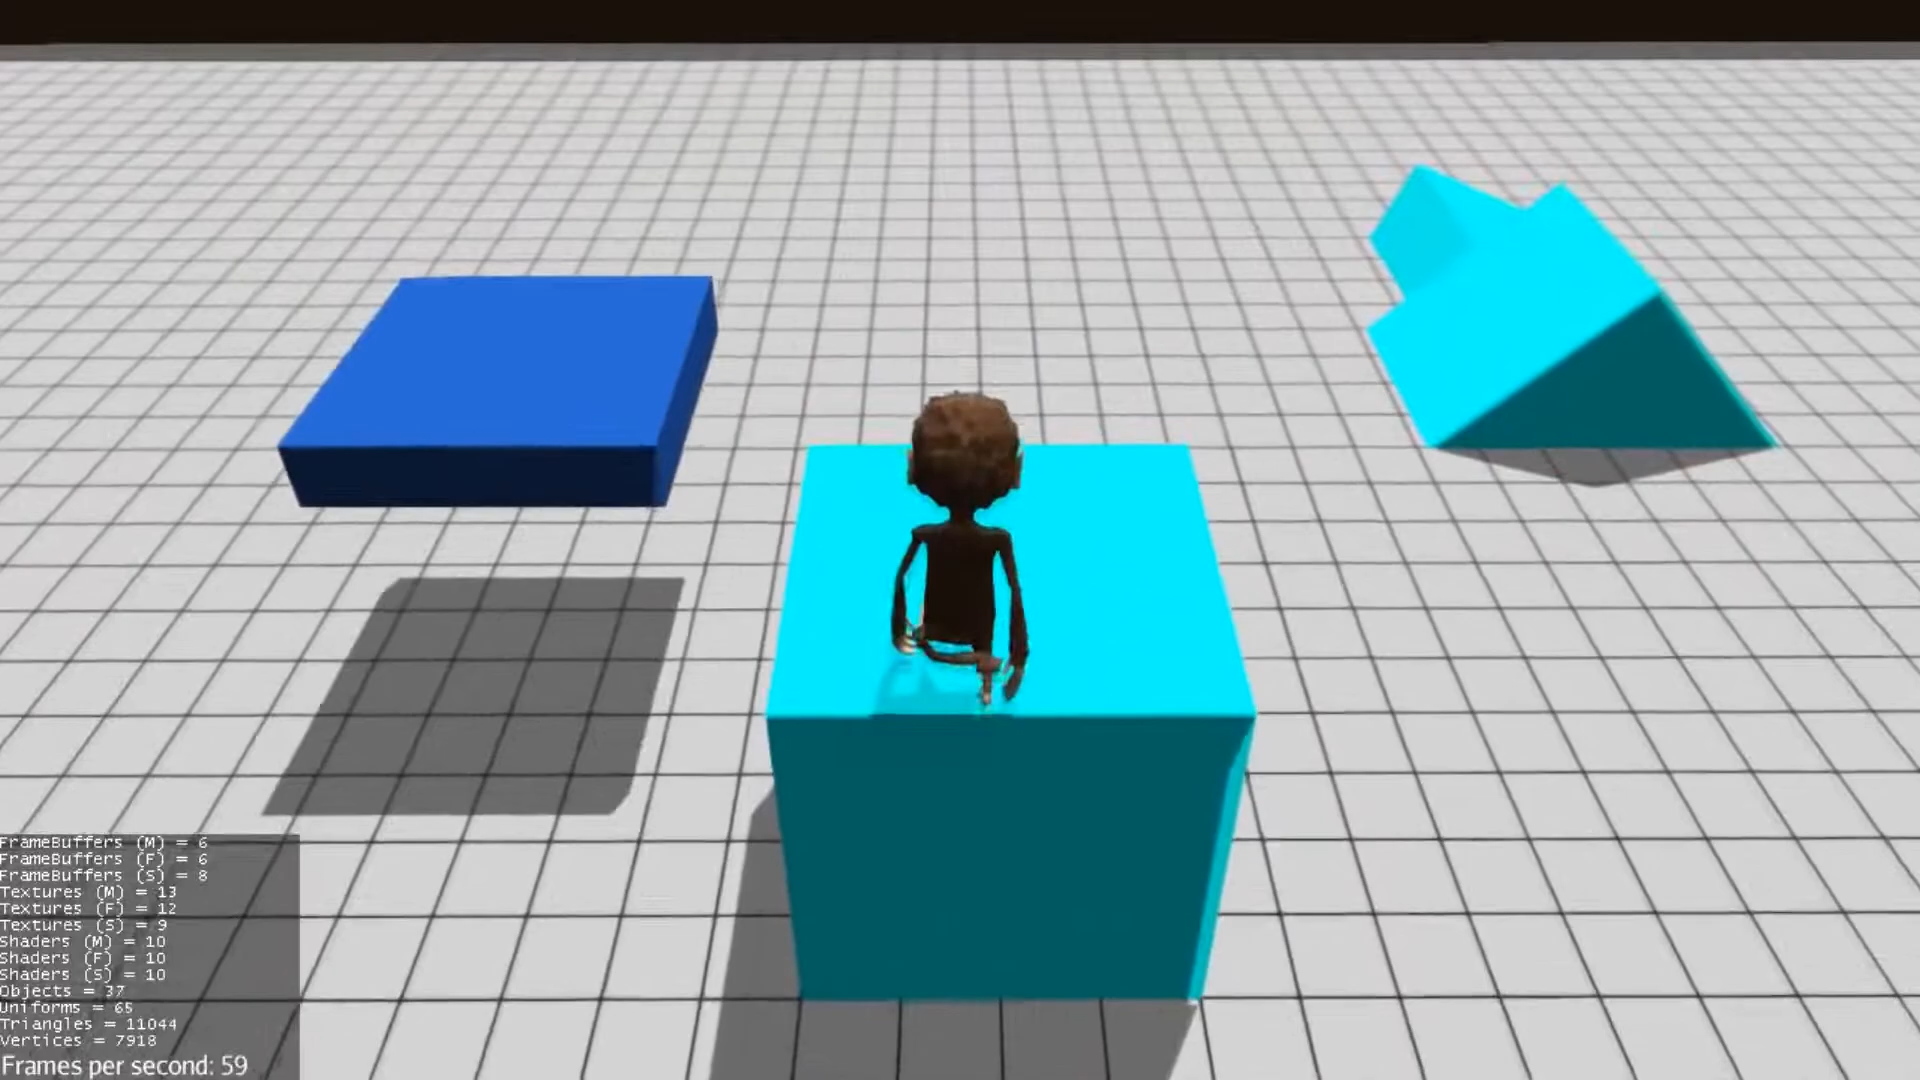 FrameBuffers (M) = 6
FrameBuffers (F) = 6
FrameBuffers (S) = 8
Textures (M) = 13
Textures (F) = 12
Textures (S) = 9
Shaders (M) = 10
Shaders (F) = 10
Shaders (S) = 10
Objects = 37
Uniforms = 65
Triangles = 11044
Vertices = 7918
Frames per second: 59